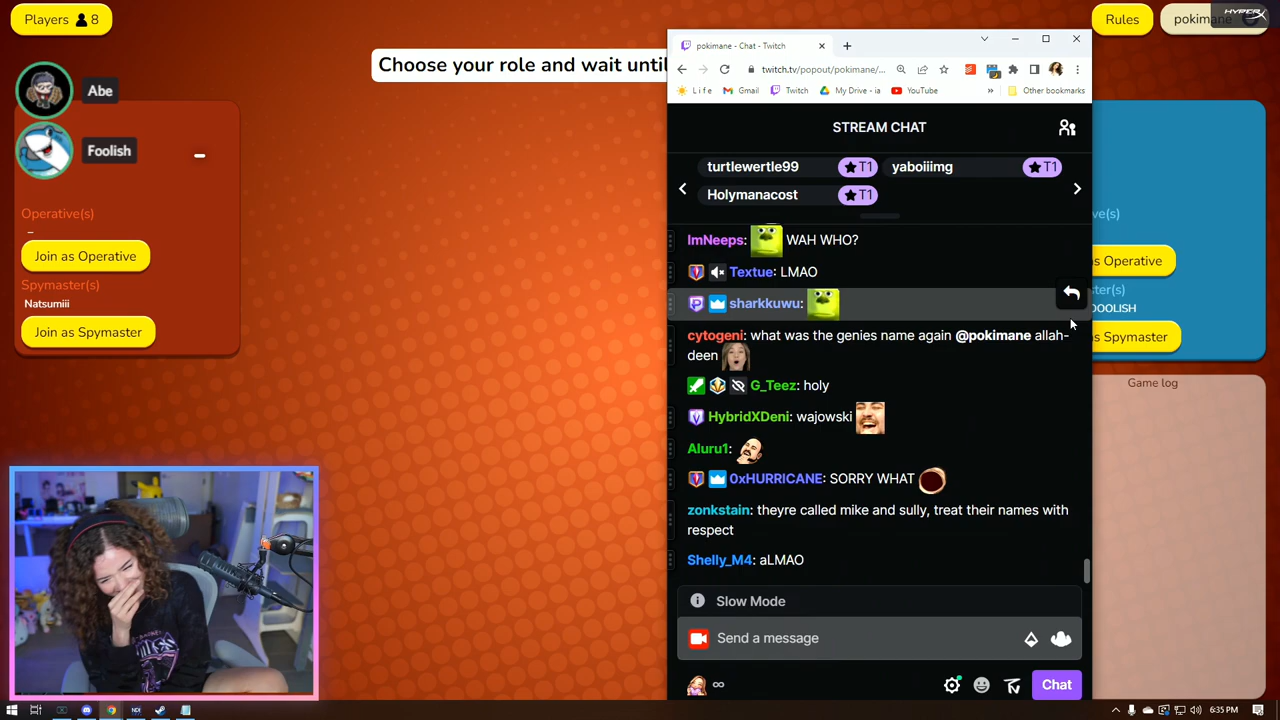 Players 8
Rules
pokimane
HYPERX
Choose your role and wait until
Abe
Foolish
-
Operative(s)
-
Join as Operative
Spymaster(s)
Natsumiii
Join as Spymaster
pokimane - Chat - Twitch
twitch.tv/popout/pokimane/...
Life
Gmail
Twitch
My Drive - ia
YouTube
»
Other bookmarks
STREAM CHAT
turtlewertle99 T1
yaboiiimg T1
Holymanacost T1
ImNeeps: WAH WHO?
Textue: LMAO
sharkkuwu:
cytogeni: what was the genies name again @pokimane allah-
deen
G_Teez: holy
HybridXDeni: wajowski
Aluru1:
0xHURRICANE: SORRY WHAT
zonkstain: theyre called mike and sully, treat their names with
respect
Shelly_M4: aLMAO
Slow Mode
Send a message
∞
Chat
ve(s)
as Operative
ter(s)
OOLISH
as Spymaster
Game log
6:35 PM